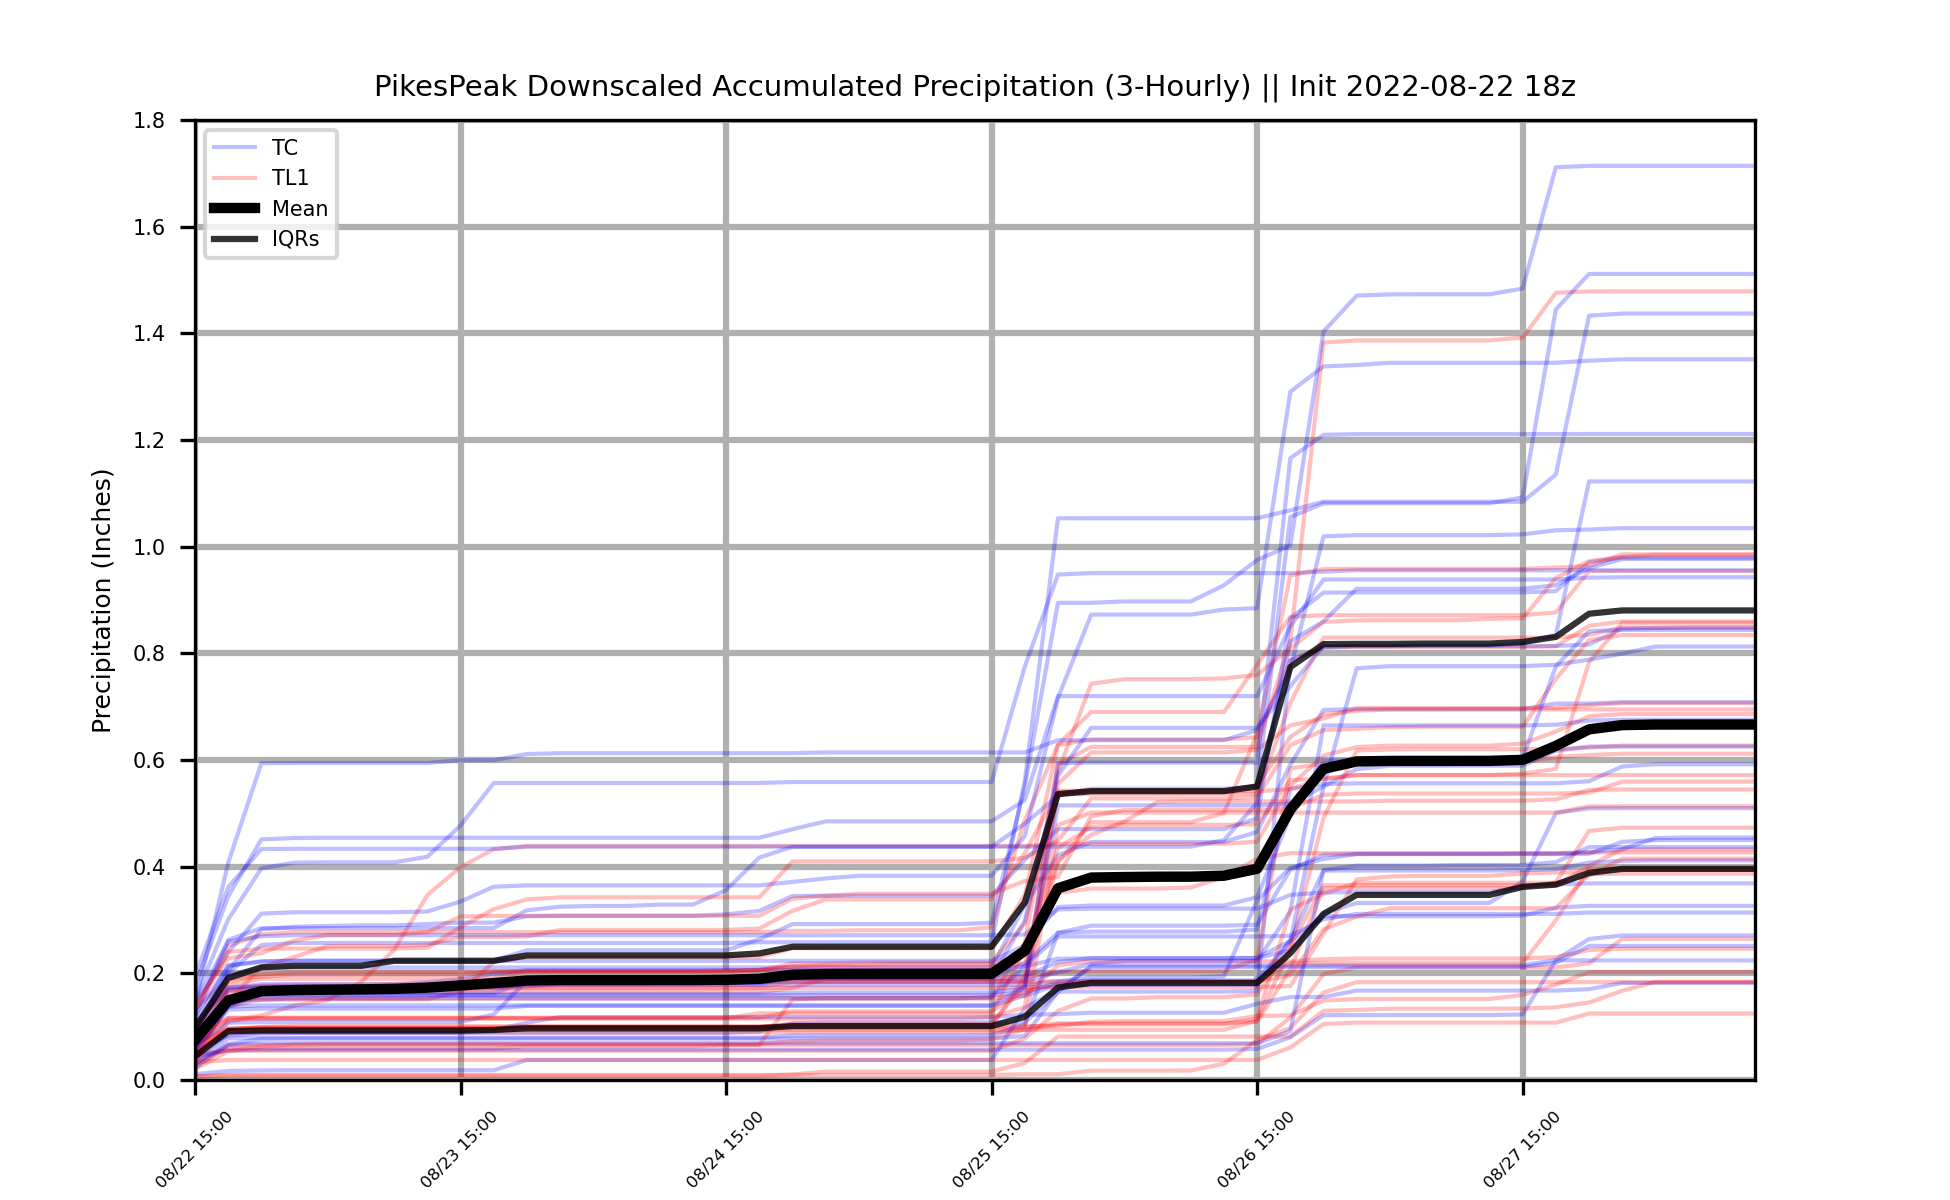 PikesPeak Downscaled Accumulated Precipitation (3-Hourly) || Init 2022-08-22 18z
TC
TL1
Mean
IQRs
Precipitation (Inches)
1.8
1.6
1.4
1.2
1.0
0.8
0.6
0.4
0.2
0.0
08/22 15:00
08/23 15:00
08/24 15:00
08/25 15:00
08/26 15:00
08/27 15:00